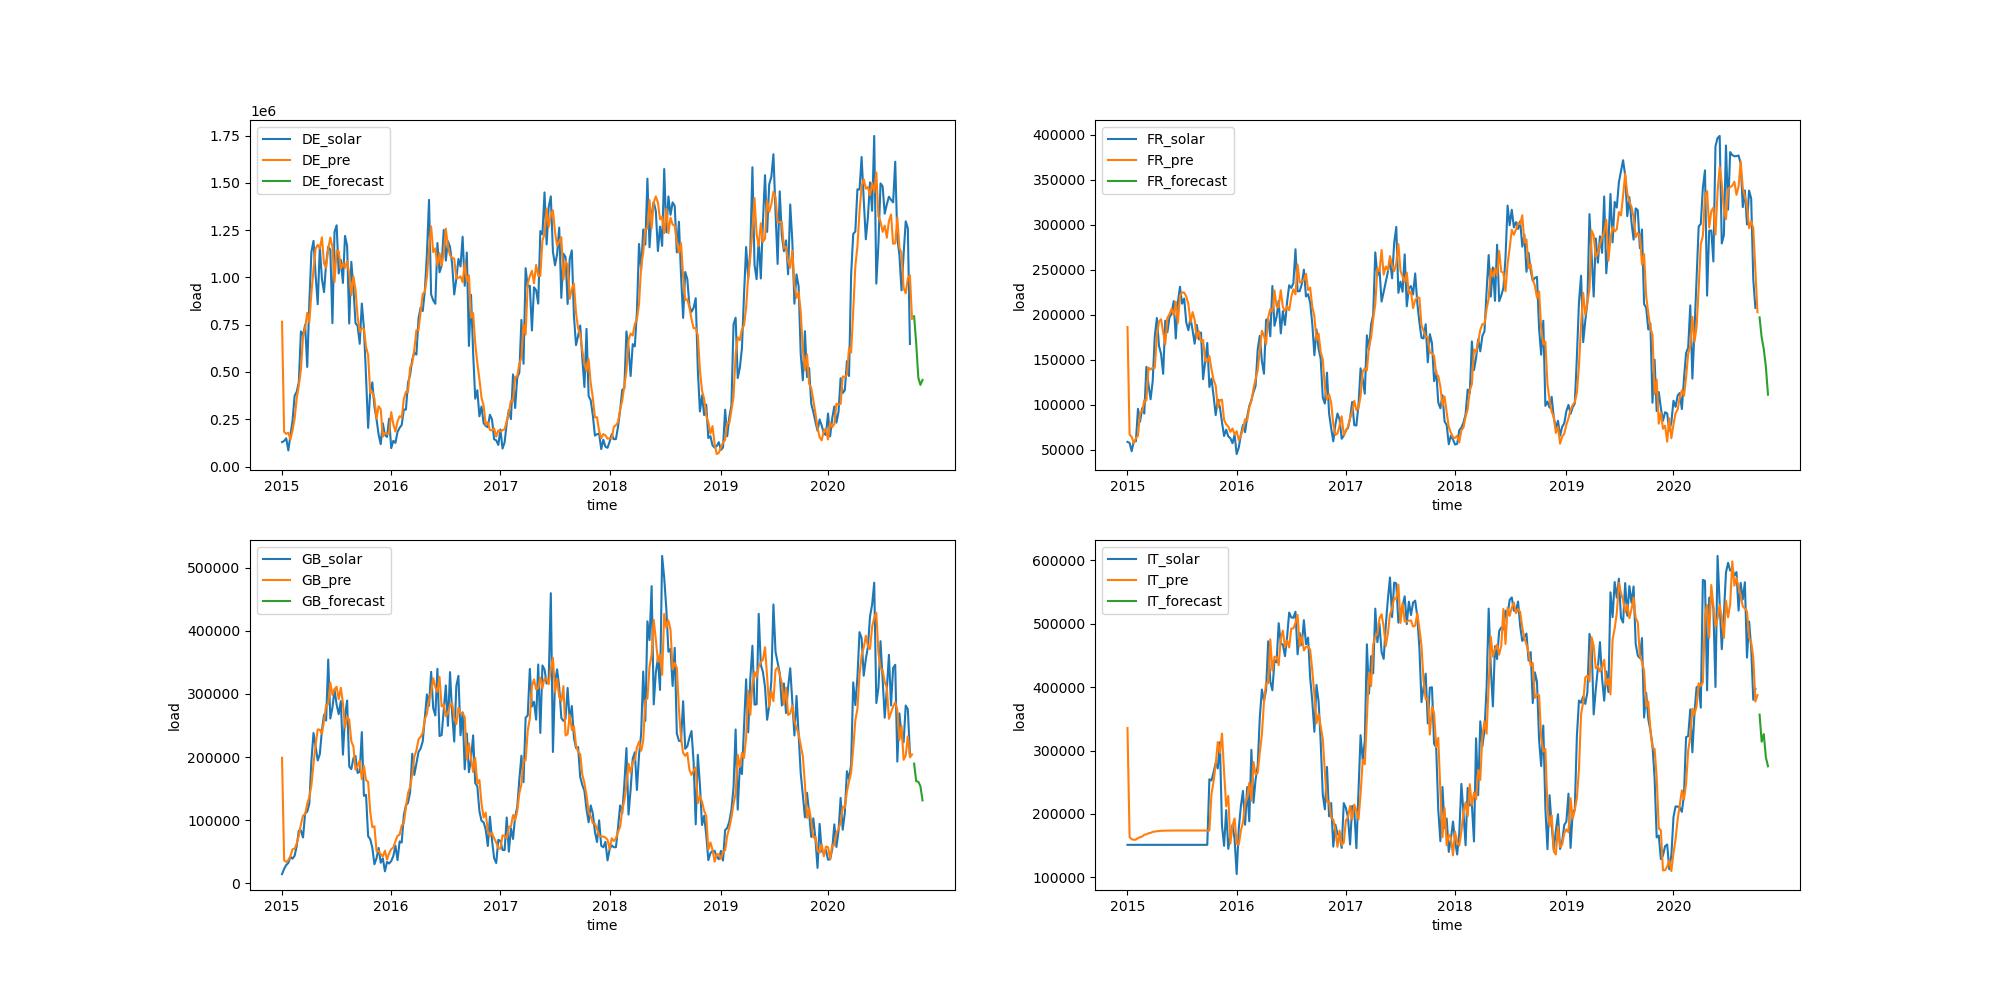 1e6
1.75
1.50
1.25
1.00
0.75
0.50
0.25
0.00
load
DE_solar
DE_pre
DE_forecast
2015 2016 2017 2018 2019 2020
time
400000
350000
300000
250000
200000
150000
100000
50000
load
FR_solar
FR_pre
FR_forecast
2015 2016 2017 2018 2019 2020
time
500000
400000
300000
200000
100000
0
load
GB_solar
GB_pre
GB_forecast
2015 2016 2017 2018 2019 2020
time
600000
500000
400000
300000
200000
100000
load
IT_solar
IT_pre
IT_forecast
2015 2016 2017 2018 2019 2020
time